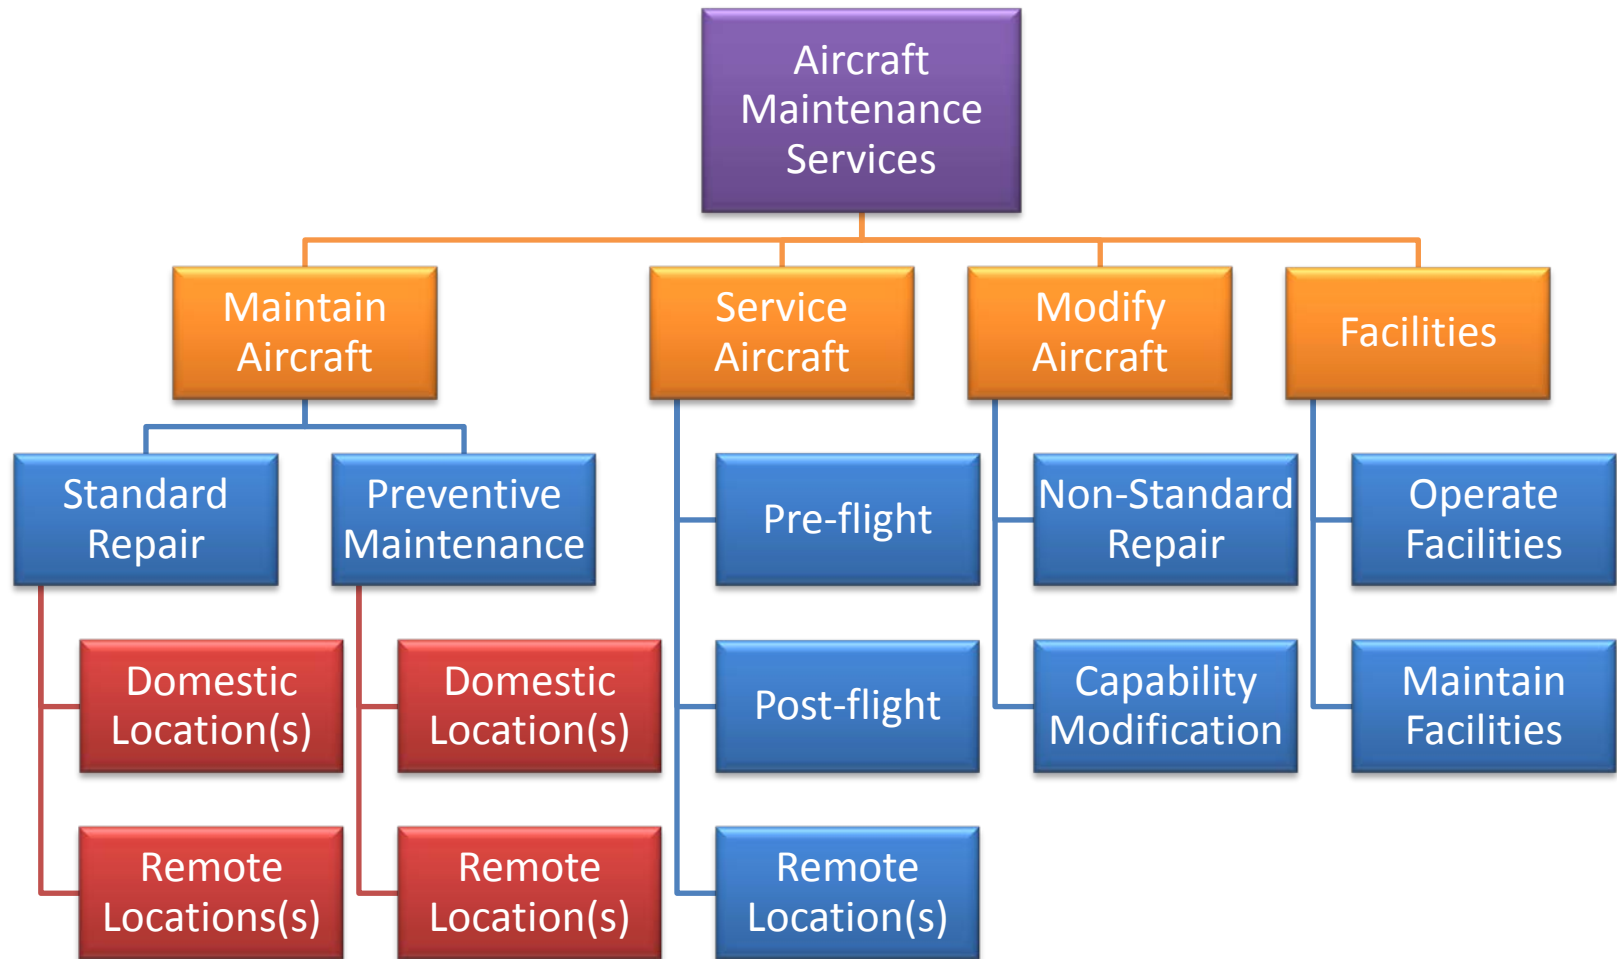 Aircraft
Maintenance
Services
Maintain
Aircraft
Service
Aircraft
Modify
Aircraft
Facilities
Standard
Repair
Preventive
Maintenance
Pre-flight
Non-Standard
Repair
Operate
Facilities
Domestic
Location(s)
Domestic
Location(s)
Post-flight
Capability
Modification
Maintain
Facilities
Remote
Locations(s)
Remote
Location(s)
Remote
Location(s)